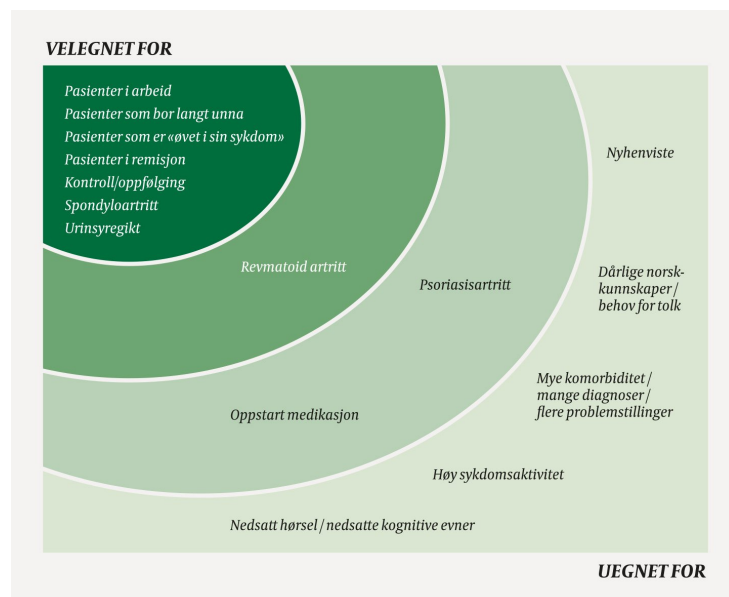 VELEGNET FOR
Pasienter i arbeid
Pasienter som bor langt unna
Pasienter som er «øvet i sin sykdom»
Pasienter i remisjon
Kontroll/oppfølging
Spondyloartritt
Urinsyregikt
Revmatoid artritt
Psoriasisartritt
Oppstart medikasjon
Nyhenviste
Dårlige norsk-
kunnskaper /
behov for tolk
Mye komorbiditet /
mange diagnoser /
flere problemstillinger
Høy sykdomsaktivitet
Nedsatt hørsel / nedsatte kognitive evner
UEGNET FOR